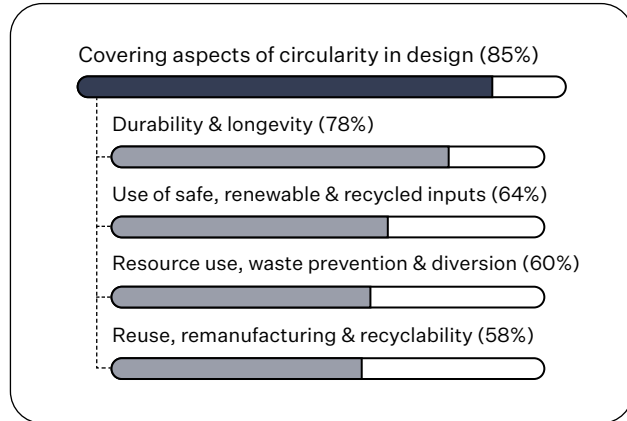 Covering aspects of circularity in design (85%)
Durability & longevity (78%)
Use of safe, renewable & recycled inputs (64%)
Resource use, waste prevention & diversion (60%)
Reuse, remanufacturing & recyclability (58%)